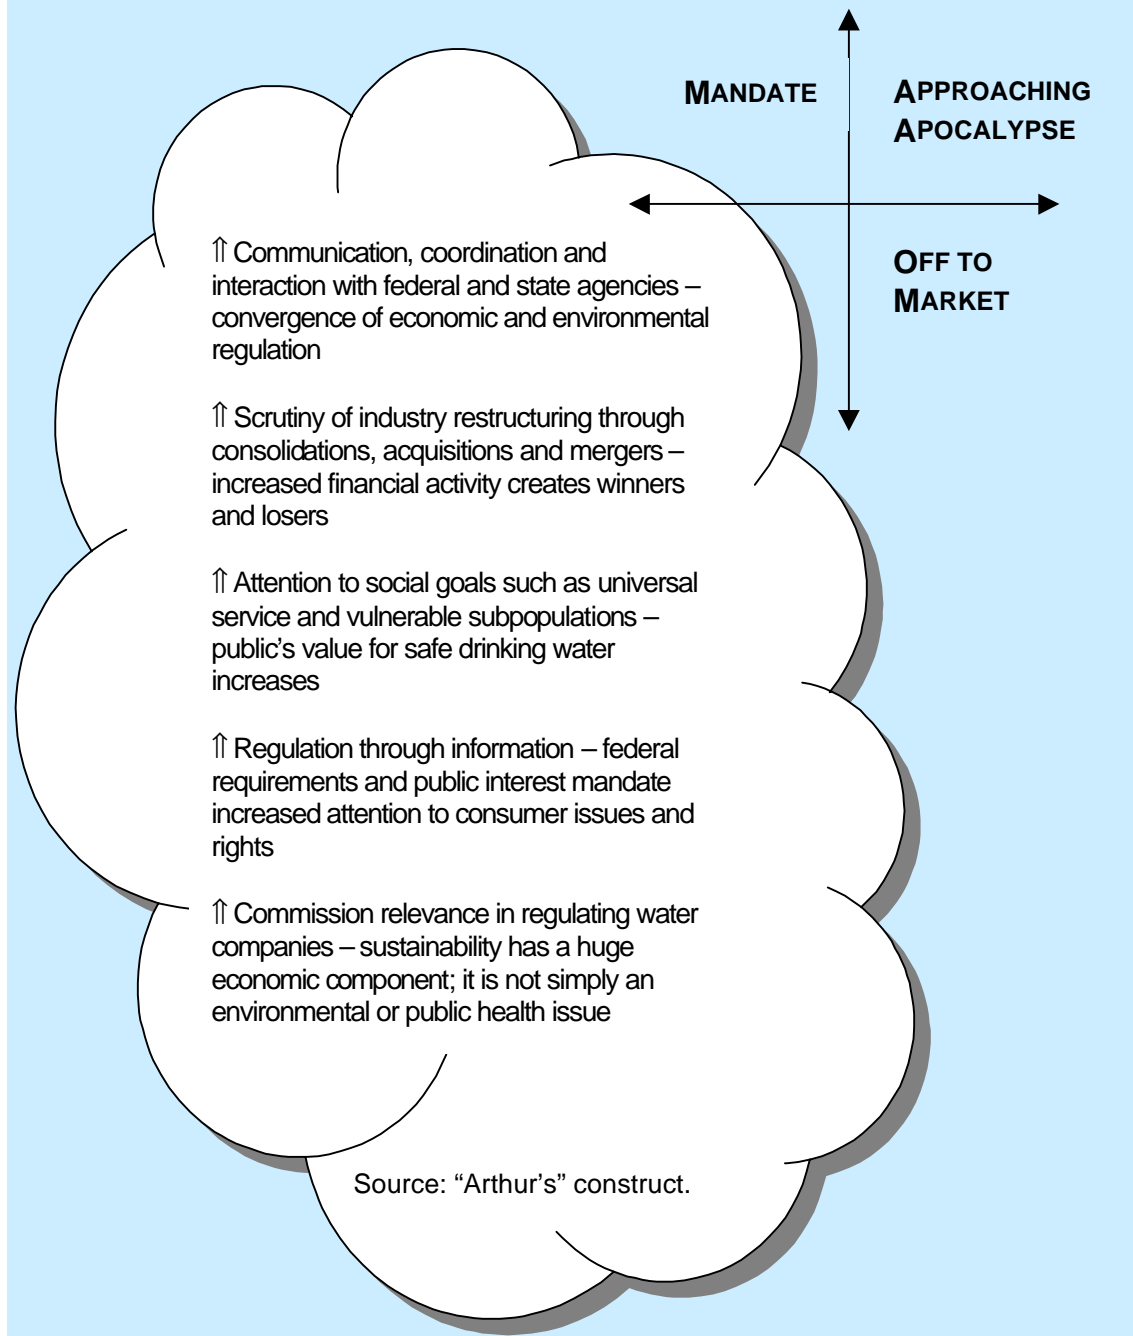 MANDATE
APPROACHING
APOCALYPSE
OFF TO
MARKET
⇑ Communication, coordination and
interaction with federal and state agencies –
convergence of economic and environmental
regulation
⇑ Scrutiny of industry restructuring through
consolidations, acquisitions and mergers –
increased financial activity creates winners
and losers
⇑ Attention to social goals such as universal
service and vulnerable subpopulations –
public’s value for safe drinking water
increases
⇑ Regulation through information – federal
requirements and public interest mandate
increased attention to consumer issues and
rights
⇑ Commission relevance in regulating water
companies – sustainability has a huge
economic component; it is not simply an
environmental or public health issue
Source: “Arthur’s” construct.